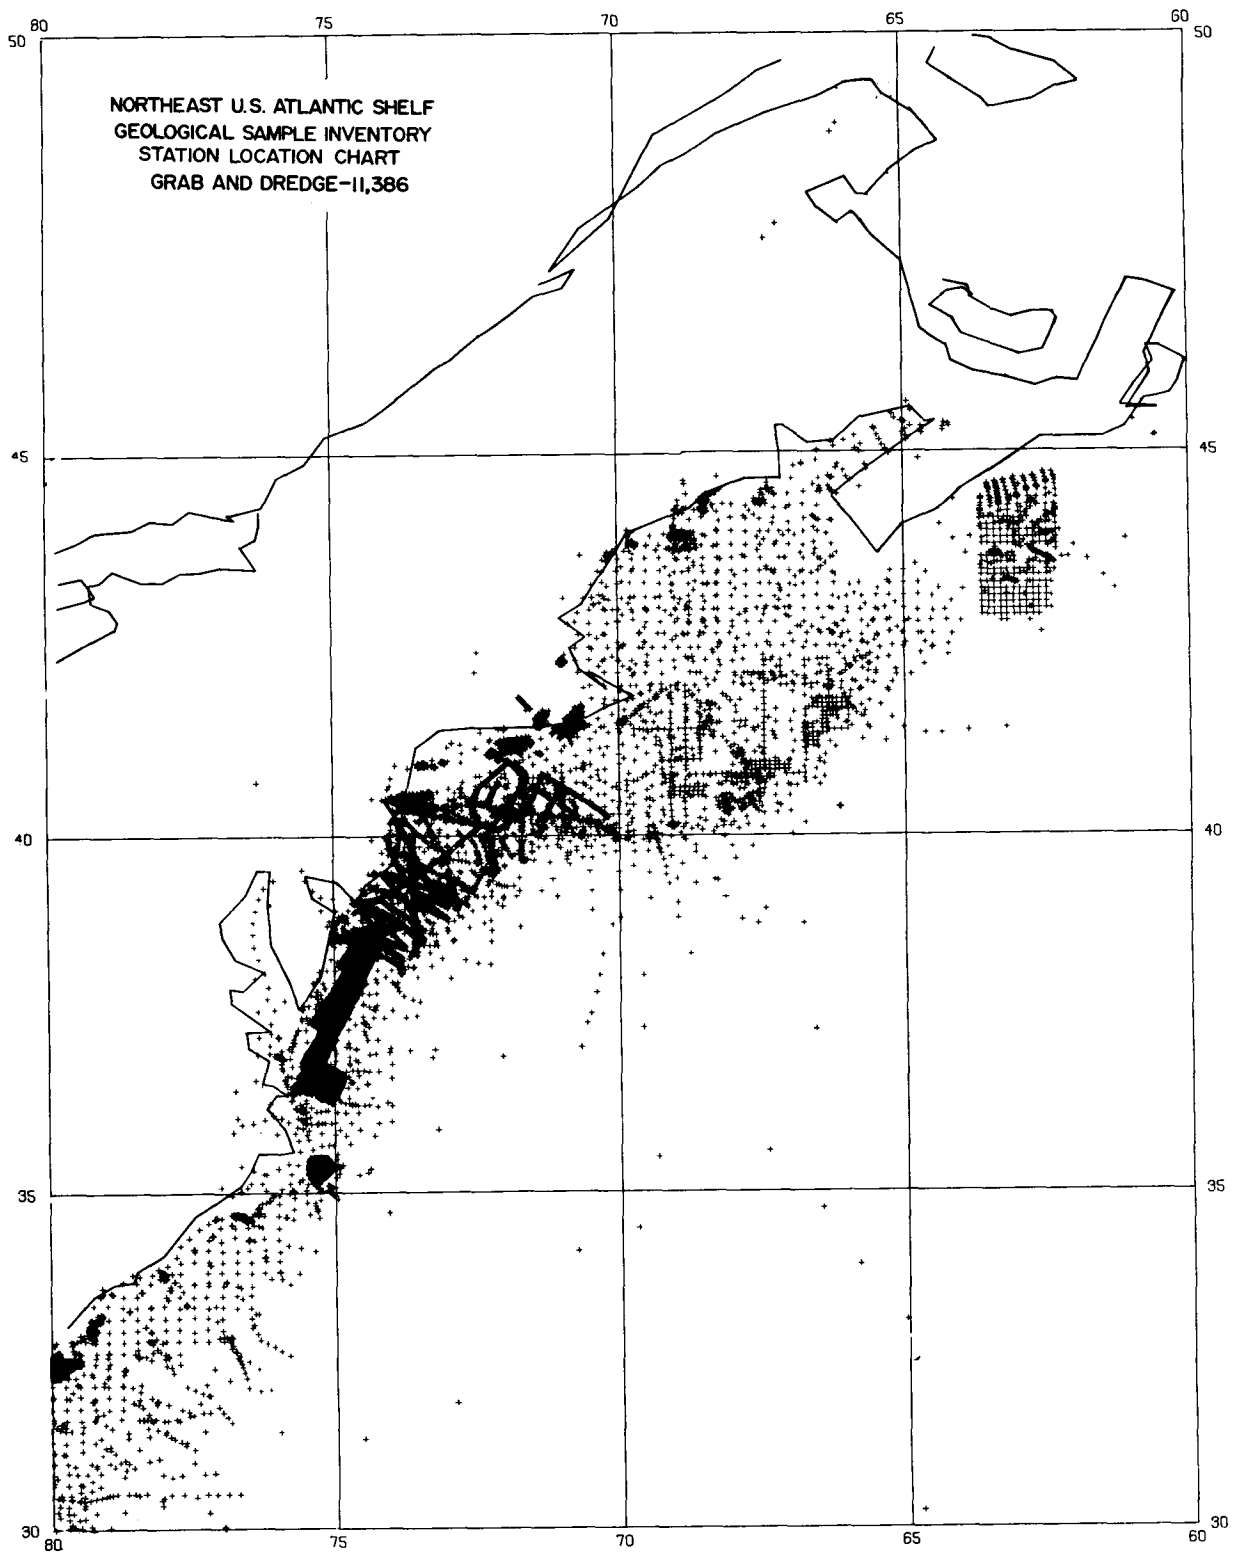 80 75 70 65 60
50 50
NORTHEAST U.S. ATLANTIC SHELF
GEOLOGICAL SAMPLE INVENTORY
STATION LOCATION CHART
GRAB AND DREDGE-11,386
45 45
40 40
35 35
30 30
80 75 70 65 60